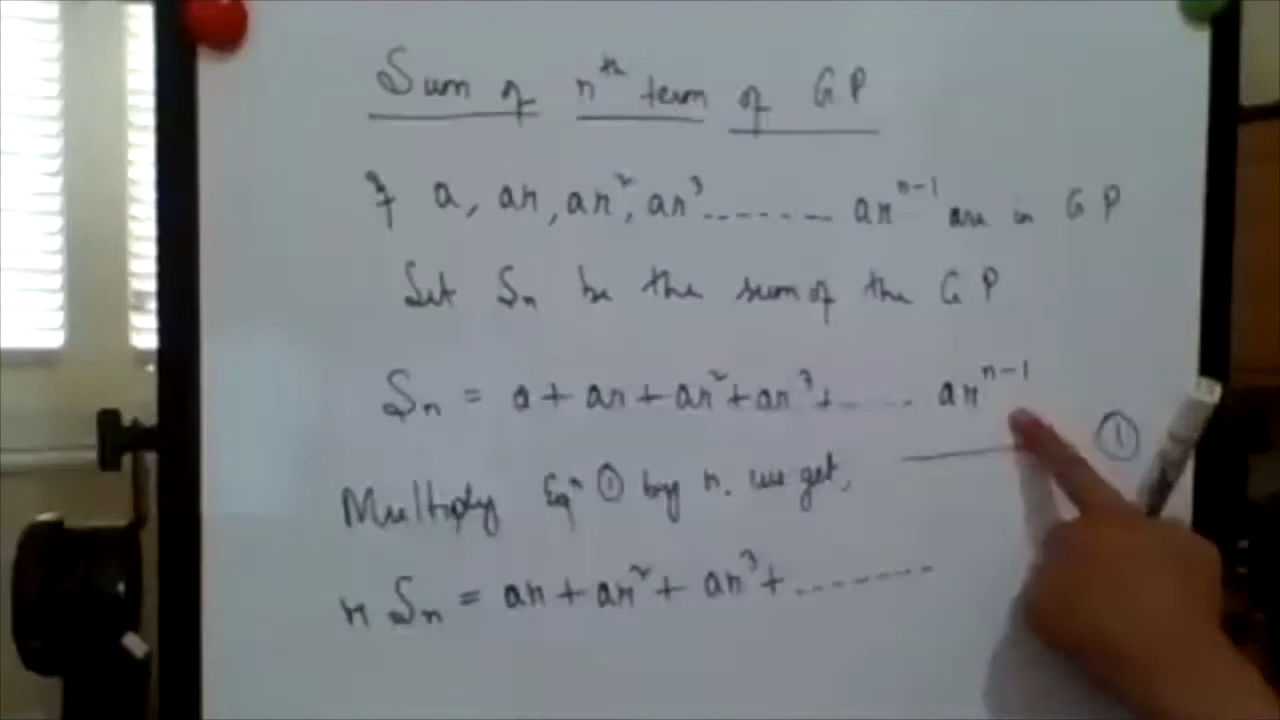 Sum of nᵗʰ term of GP
If a, ar, ar², ar³ ....... arⁿ⁻¹ are in GP
Let Sₙ be the sum of the GP
Sₙ = a + ar + ar² + ar³ + ..... arⁿ⁻¹
——— ①
Multiply Eqⁿ ① by r. we get,
r Sₙ = ar + ar² + ar³ + ........